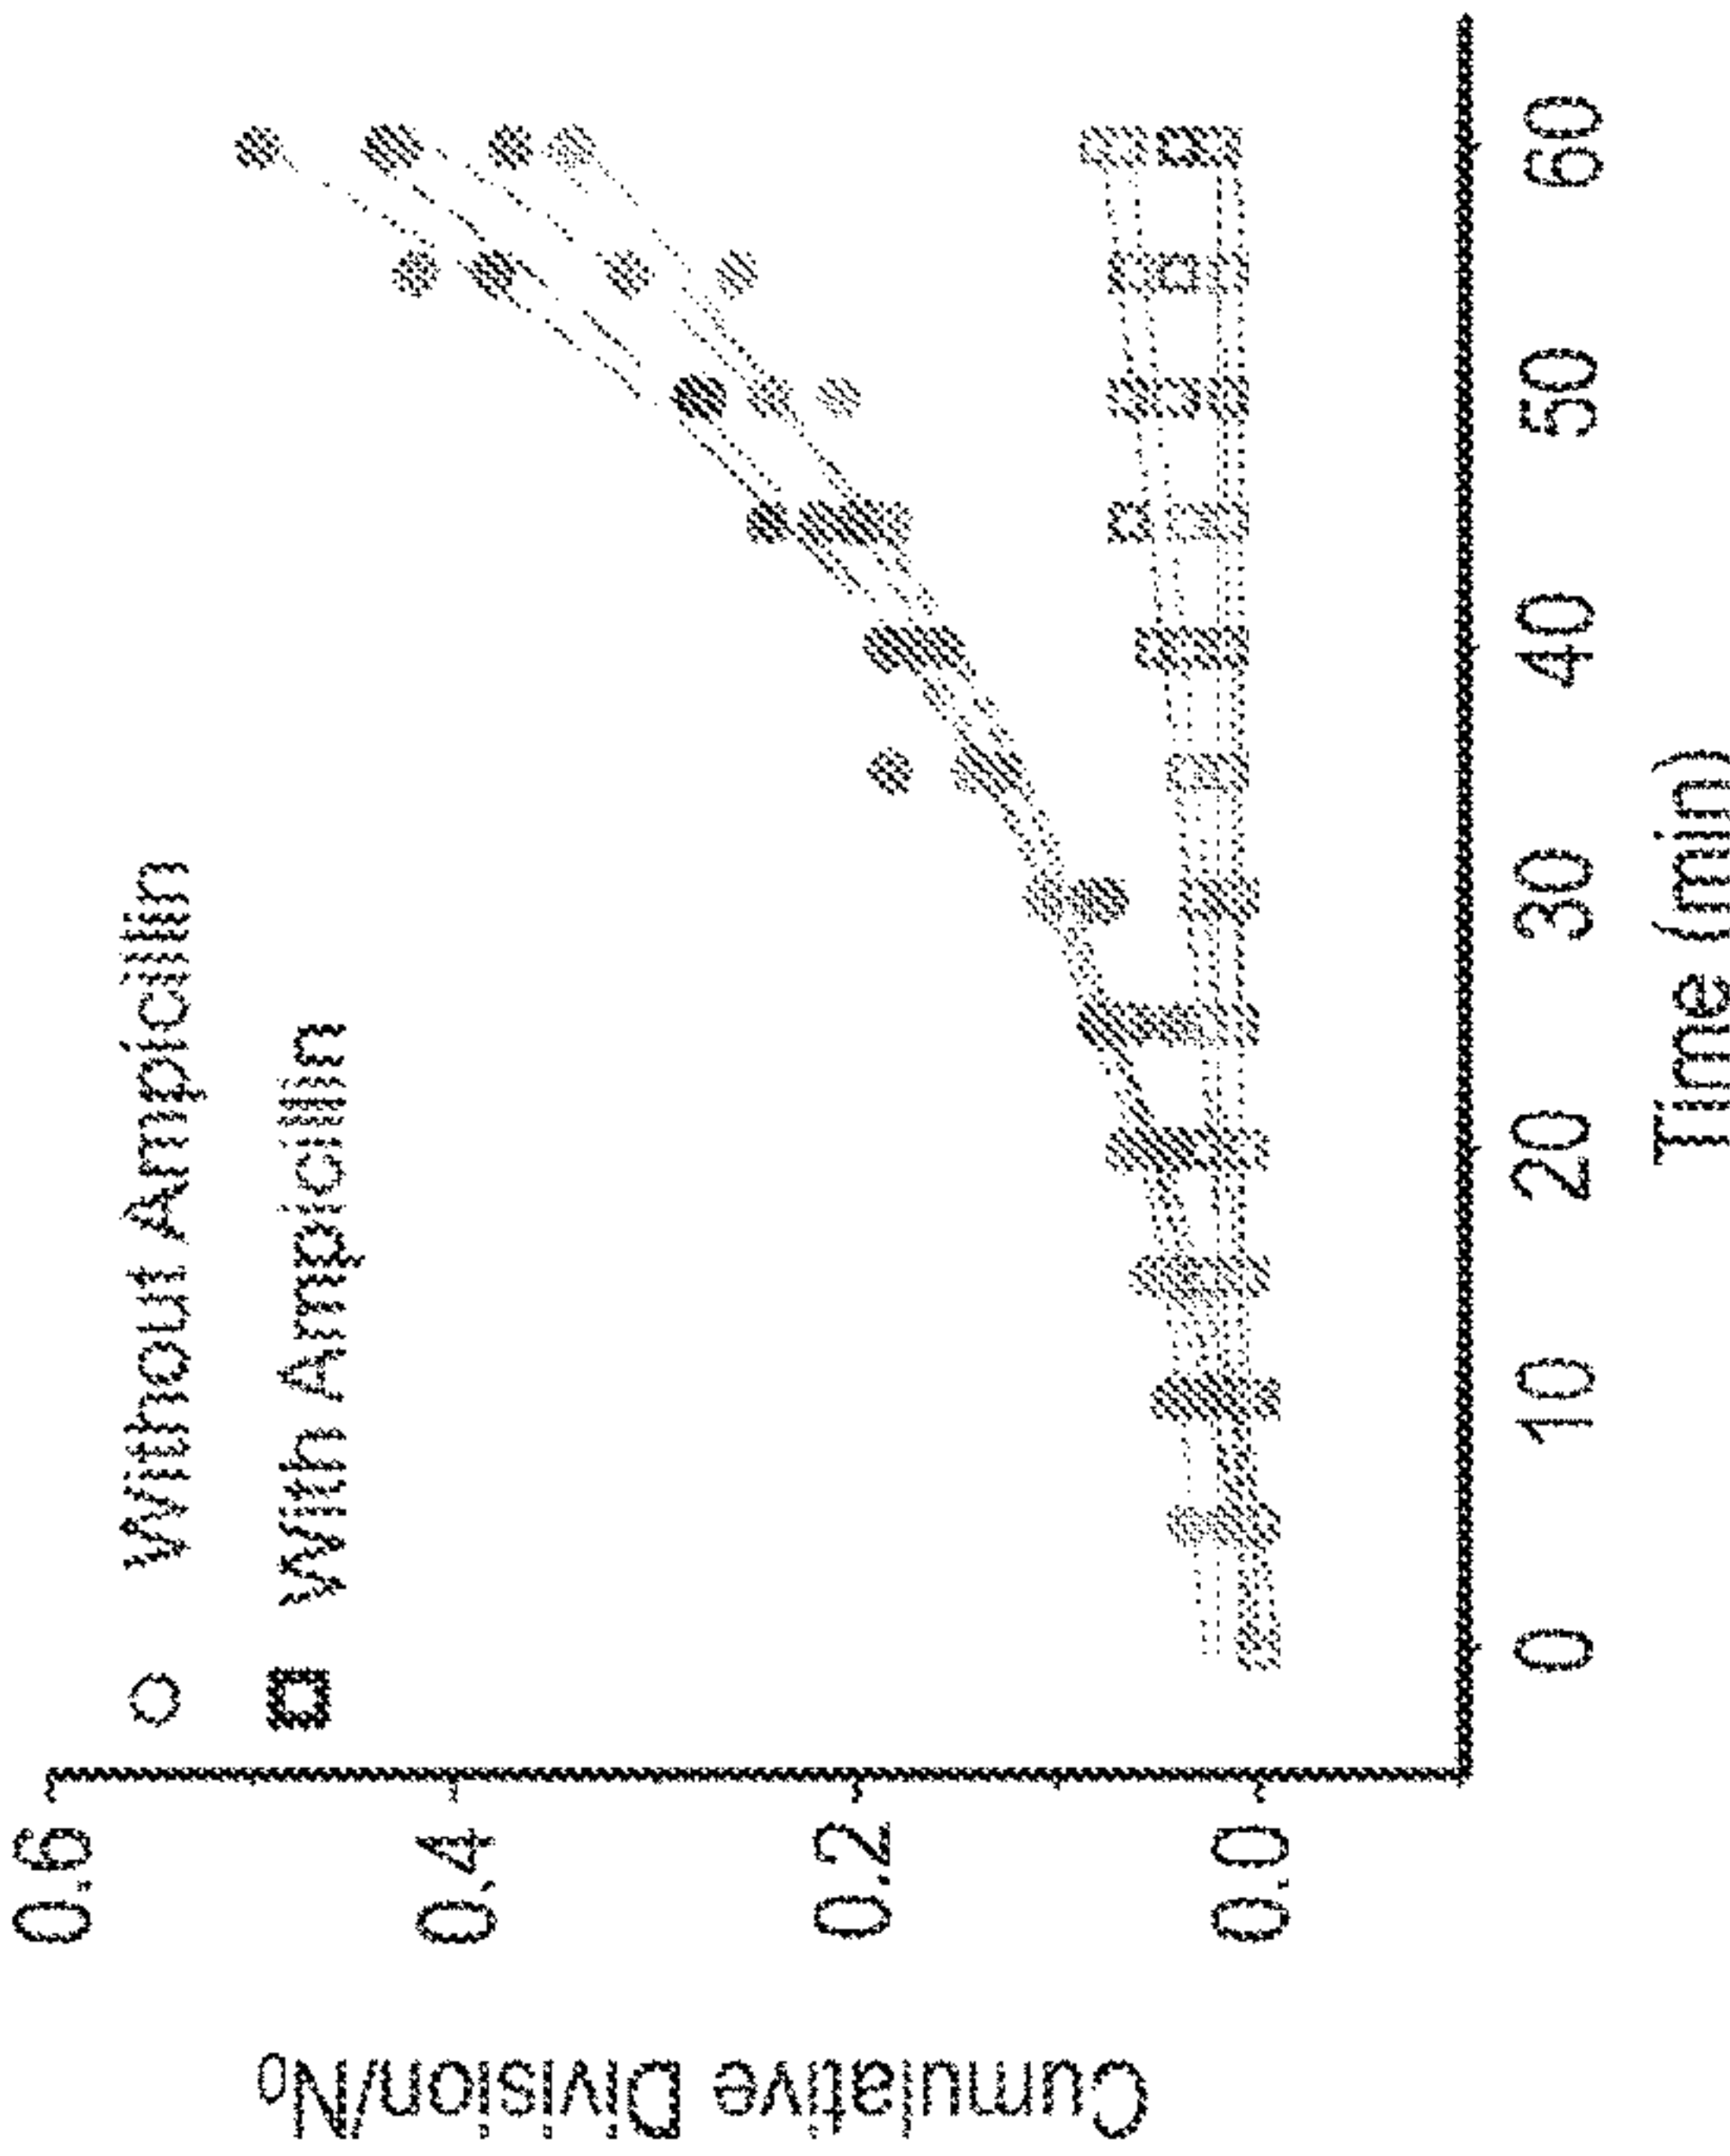 Without Ampicillin
With Ampicillin
0.6
0.4
0.2
0.0
Cumulative Division/N₀
0 10 20 30 40 50 60
Time (min)